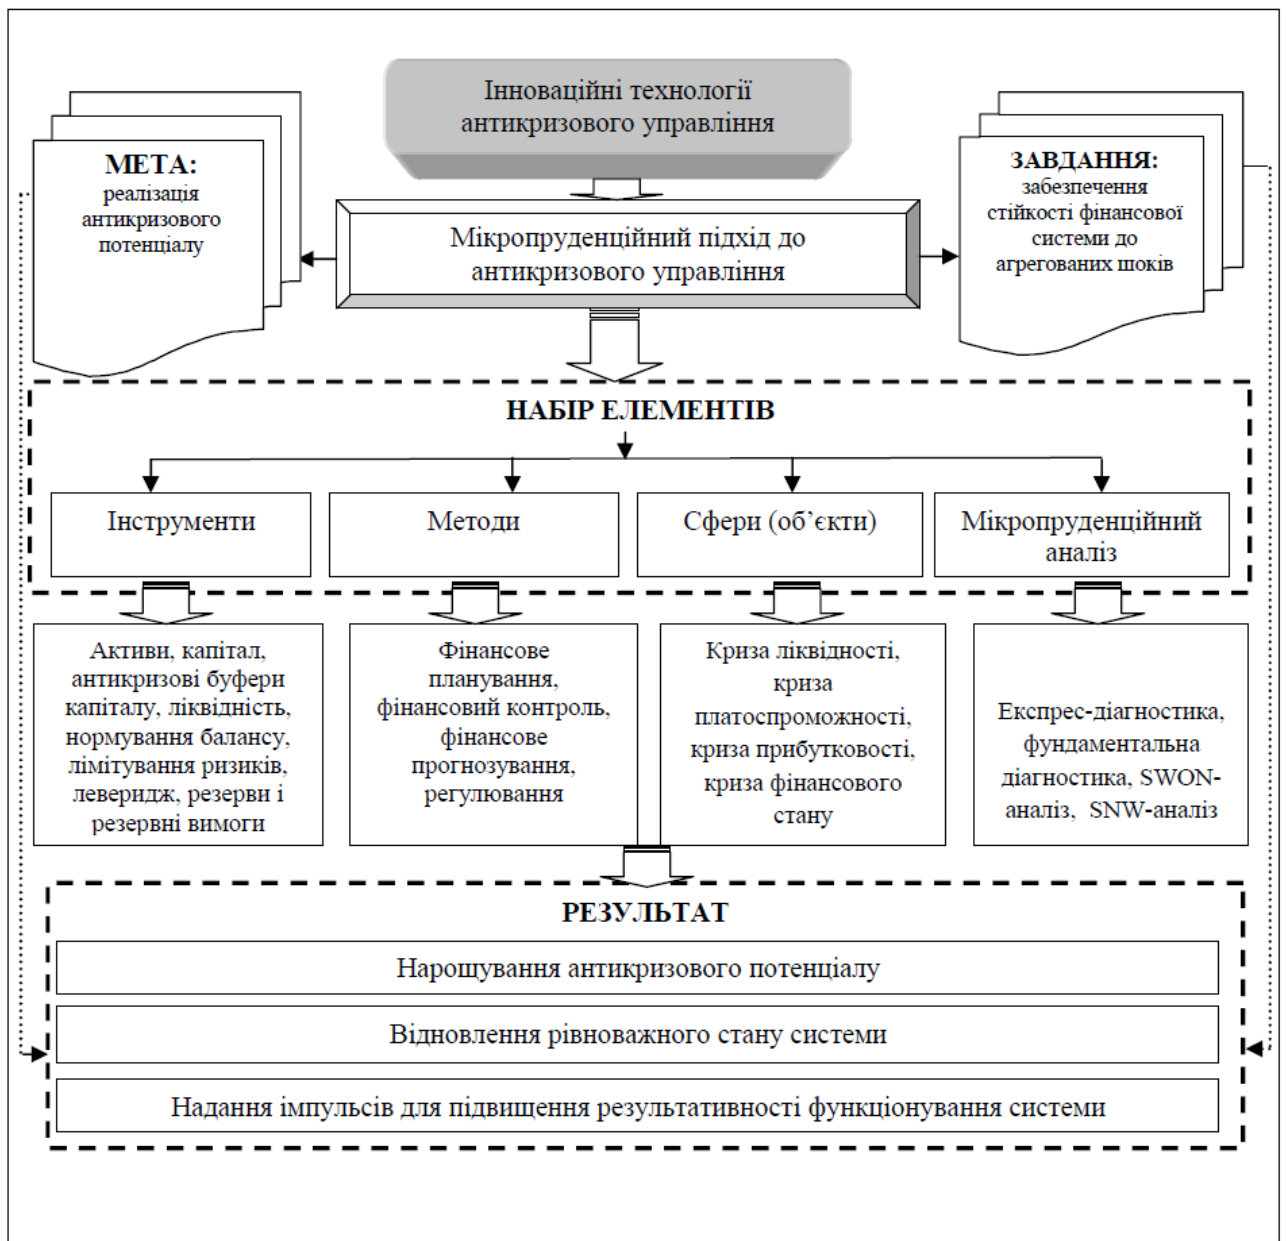 Інноваційні технології
антикризового управління
МЕТА:
реалізація
антикризового
потенціалу
Мікропруденційний підхід до
антикризового управління
ЗАВДАННЯ:
забезпечення
стійкості фінансової
системи до
агрегованих шоків
НАБІР ЕЛЕМЕНТІВ
Інструменти
Методи
Сфери (об’єкти)
Мікропруденційний
аналіз
Активи, капітал,
антикризові буфери
капіталу, ліквідність,
нормування балансу,
лімітування ризиків,
леверидж, резерви і
резервні вимоги
Фінансове
планування,
фінансовий контроль,
фінансове
прогнозування,
регулювання
Криза ліквідності,
криза
платоспроможності,
криза прибутковості,
криза фінансового
стану
Експрес-діагностика,
фундаментальна
діагностика, SWON-
аналіз, SNW-аналіз
РЕЗУЛЬТАТ
Нарощування антикризового потенціалу
Відновлення рівноважного стану системи
Надання імпульсів для підвищення результативності функціонування системи